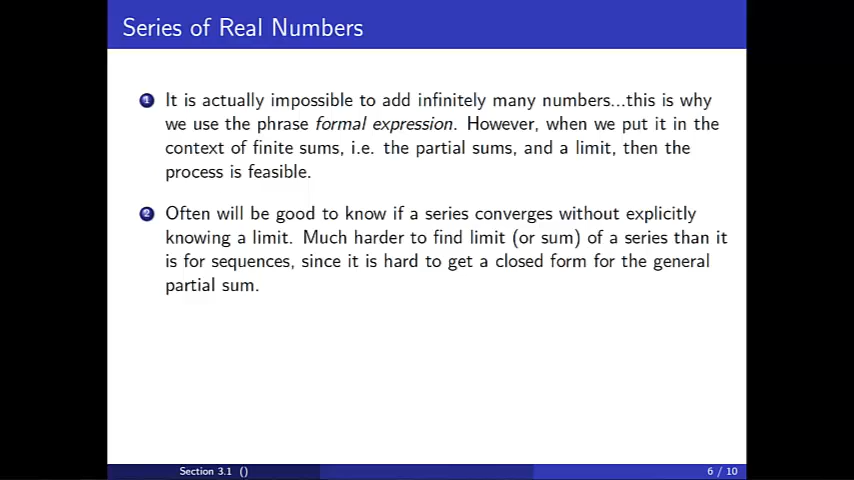 Series of Real Numbers
1 It is actually impossible to add infinitely many numbers...this is why
we use the phrase formal expression. However, when we put it in the
context of finite sums, i.e. the partial sums, and a limit, then the
process is feasible.
2 Often will be good to know if a series converges without explicitly
knowing a limit. Much harder to find limit (or sum) of a series than it
is for sequences, since it is hard to get a closed form for the general
partial sum.
Section 3.1 () 6 / 10